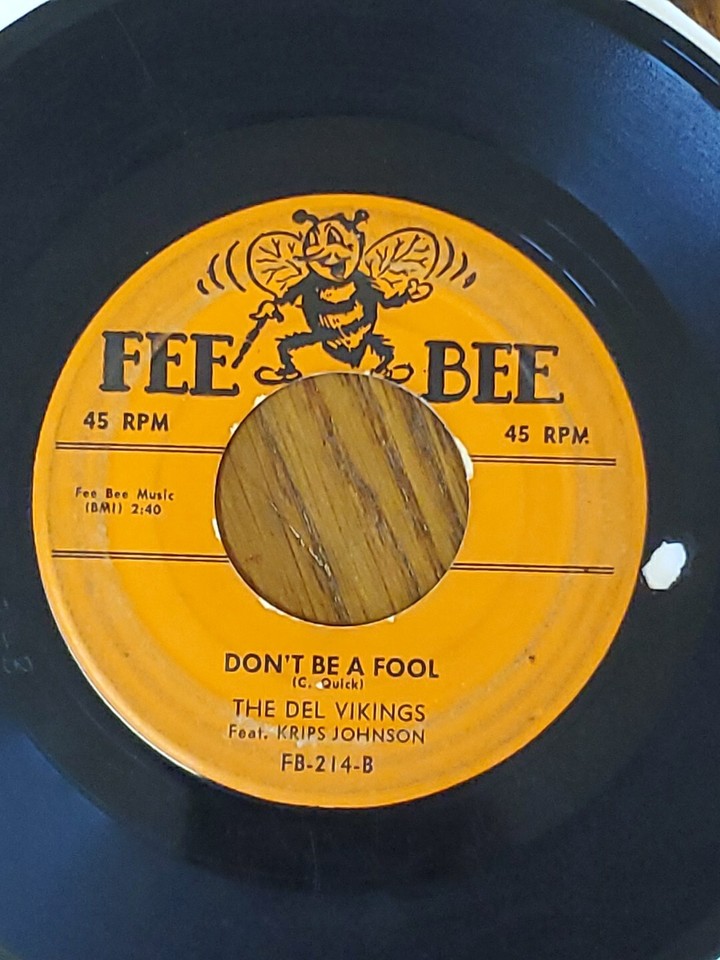 FEE BEE
45 RPM
45 RPM
Fee Bee Music
(BMI) 2:40
DON'T BE A FOOL
(C. Quick)
THE DEL VIKINGS
Feat. KRIPS JOHNSON
FB-214-B